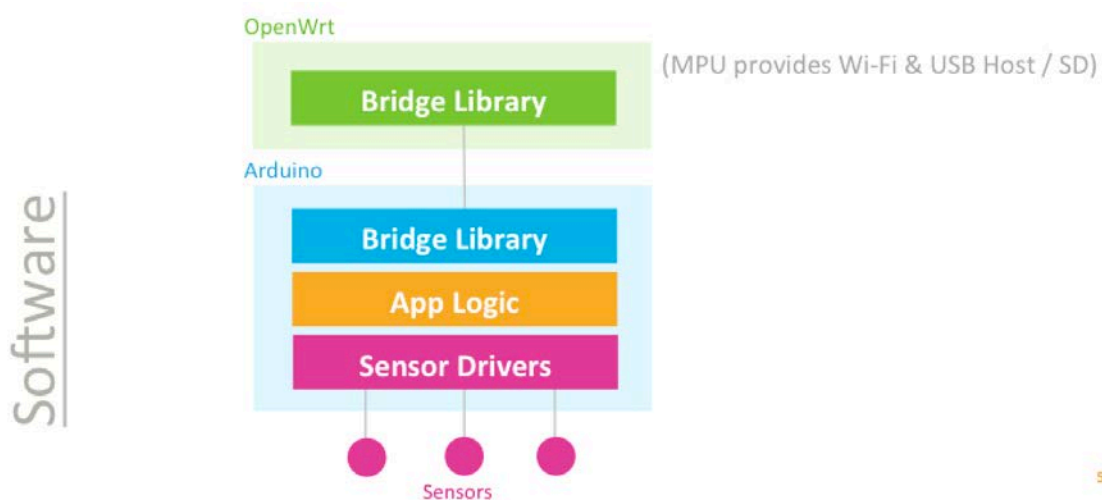 OpenWrt
(MPU provides Wi-Fi & USB Host / SD)
Bridge Library
Arduino
Software
Bridge Library
App Logic
Sensor Drivers
Sensors